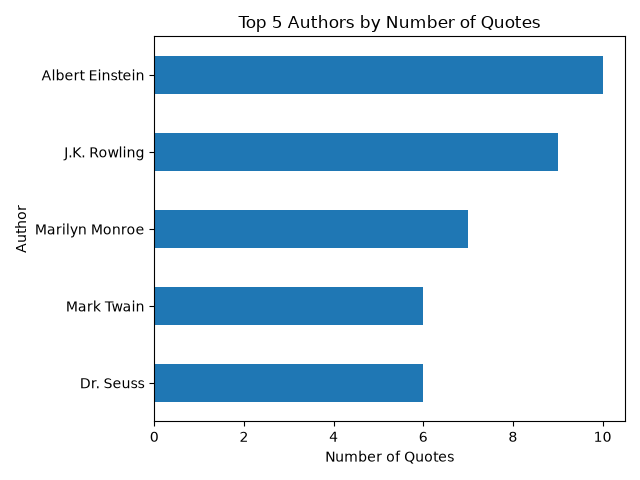 Top 5 Authors by Number of Quotes
Albert Einstein
J.K. Rowling
Marilyn Monroe
Mark Twain
Dr. Seuss
Author
0 2 4 6 8 10
Number of Quotes